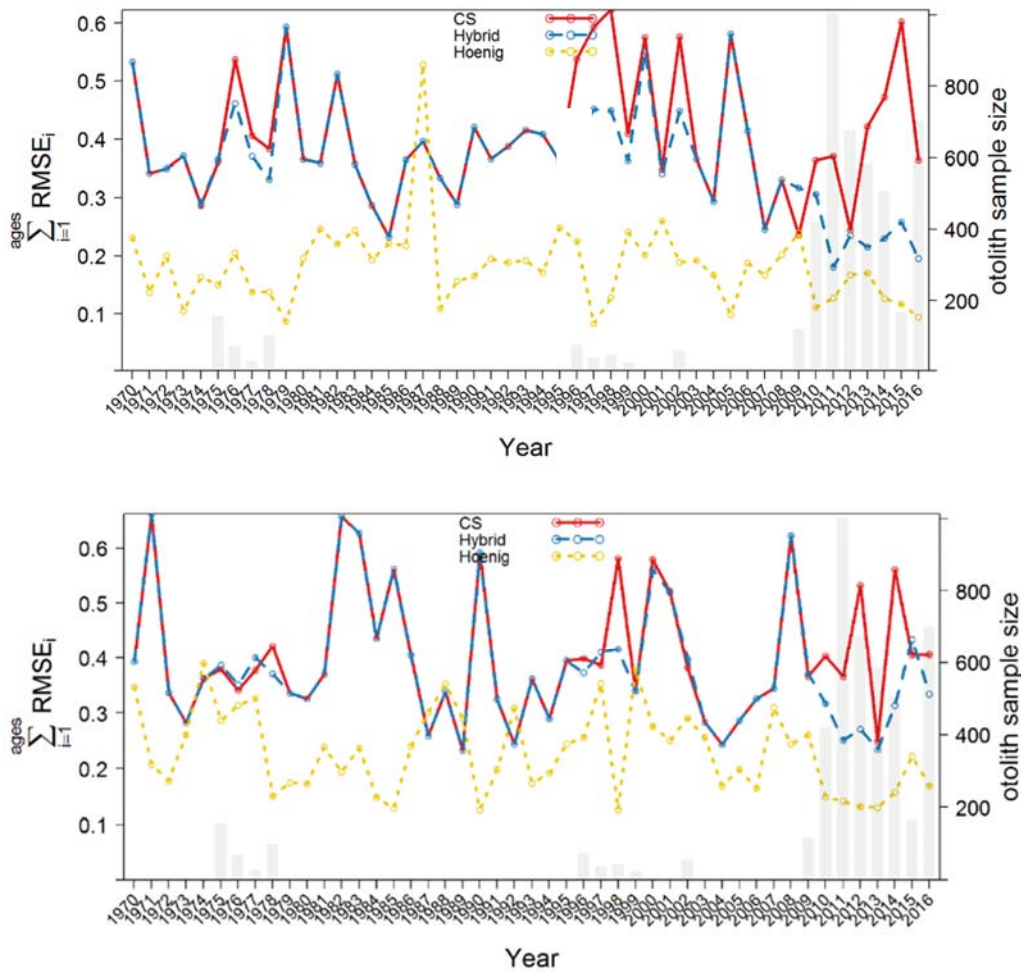 CS
Hybrid
Hoenig
0.6
0.5
0.4
0.3
0.2
0.1
ages
∑ RMSEi
i=1
800
600
400
200
otolith sample size
1970 1971 1972 1973 1974 1975 1976 1977 1978 1979 1980 1981 1982 1983 1984 1985 1986 1987 1988 1989 1990 1991 1992 1993 1994 1995 1996 1997 1998 1999 2000 2001 2002 2003 2004 2005 2006 2007 2008 2009 2010 2011 2012 2013 2014 2015 2016
Year
CS
Hybrid
Hoenig
0.6
0.5
0.4
0.3
0.2
0.1
ages
∑ RMSEi
i=1
800
600
400
200
otolith sample size
1970 1971 1972 1973 1974 1975 1976 1977 1978 1979 1980 1981 1982 1983 1984 1985 1986 1987 1988 1989 1990 1991 1992 1993 1994 1995 1996 1997 1998 1999 2000 2001 2002 2003 2004 2005 2006 2007 2008 2009 2010 2011 2012 2013 2014 2015 2016
Year